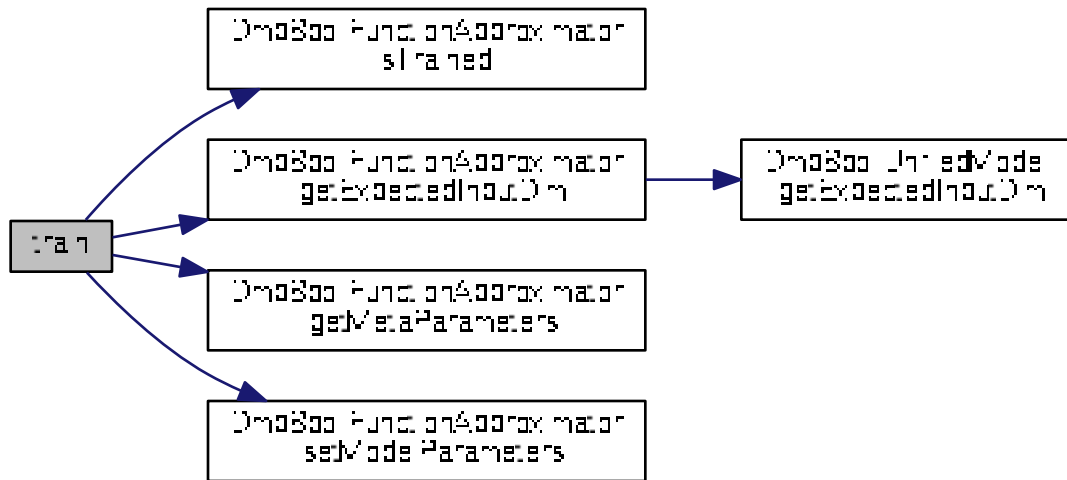 train
DmpBbo::FunctionApproximator
::isTrained
DmpBbo::FunctionApproximator
::getExpectedInputDim
DmpBbo::UnifiedModel
::getExpectedInputDim
DmpBbo::FunctionApproximator
::getMetaParameters
DmpBbo::FunctionApproximator
::setModelParameters